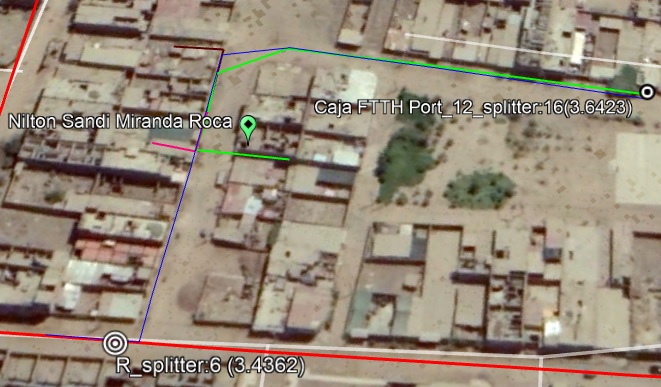 Caja FTTH Port_12_splitter:16(3.6423)
Nilton Sandi Miranda Roca
R_splitter:6 (3.4362)